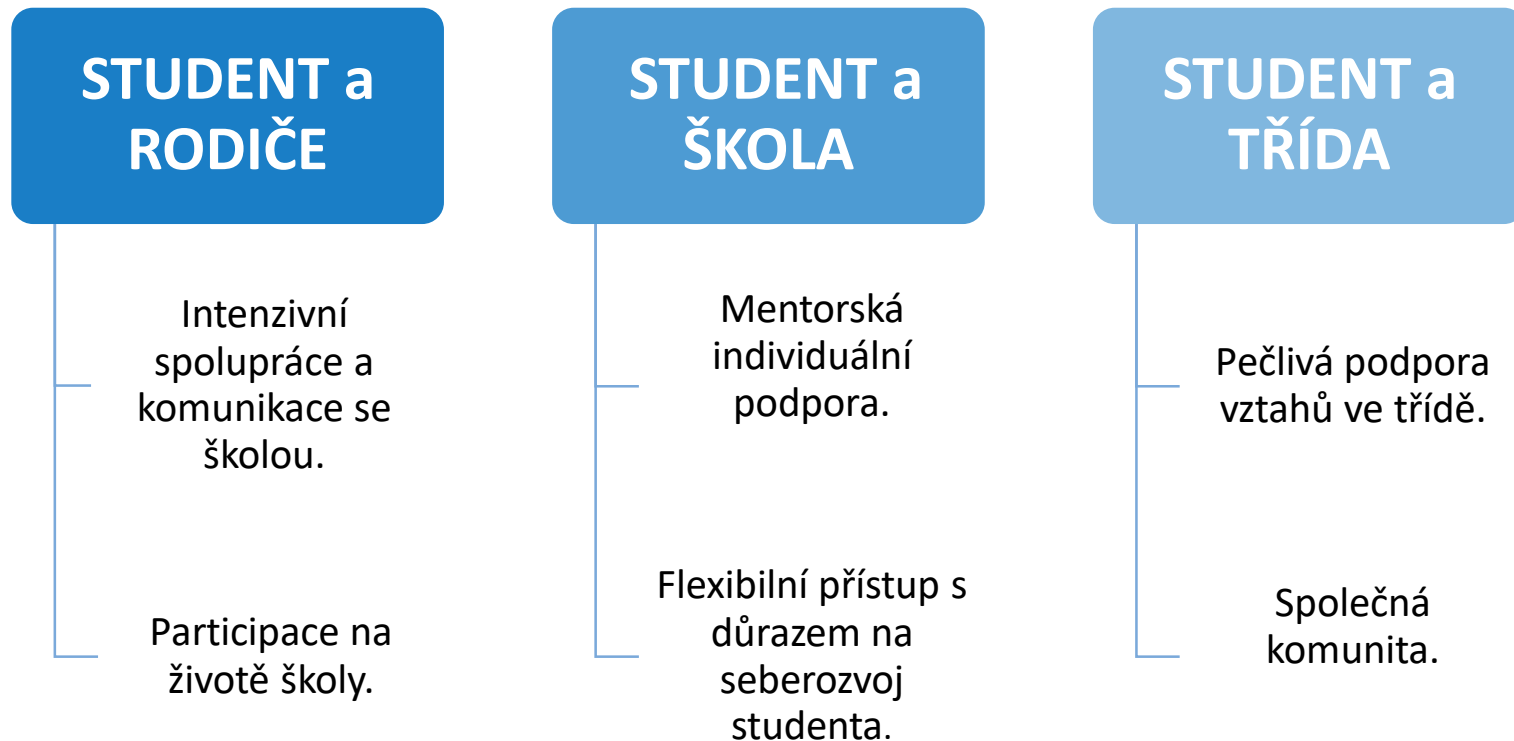 STUDENT a
RODIČE
Intenzivní
spolupráce a
komunikace se
školou.
Participace na
životě školy.
STUDENT a
ŠKOLA
Mentorská
individuální
podpora.
Flexibilní přístup s
důrazem na
seberozvoj
studenta.
STUDENT a
TŘÍDA
Pečlivá podpora
vztahů ve třídě.
Společná
komunita.